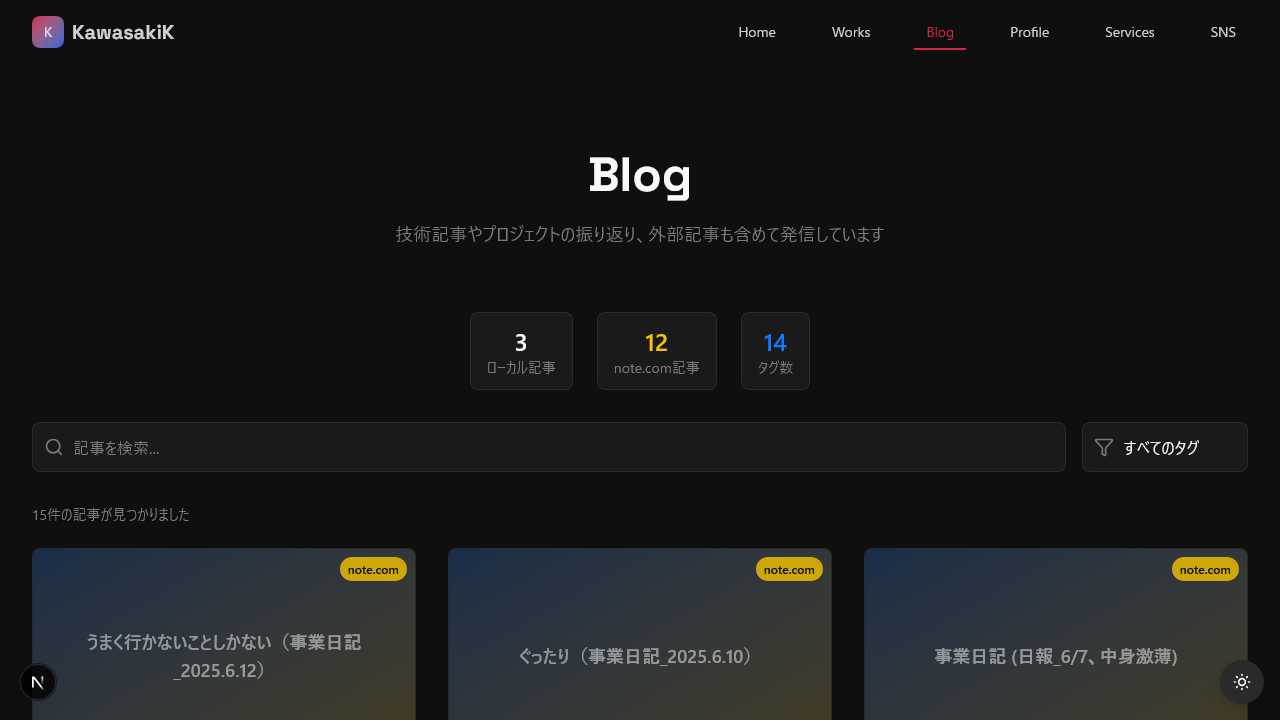 K KawasakiK
Home Works Blog Profile Services SNS
Blog
技術記事やプロジェクトの振り返り、外部記事も含めて発信しています
3
ローカル記事
12
note.com記事
14
タグ数
記事を検索...
すべてのタグ
15件の記事が見つかりました
note.com
うまく行かないことしかない（事業日記
_2025.6.12）
note.com
ぐったり（事業日記_2025.6.10）
note.com
事業日記 (日報_6/7、中身激薄)
N